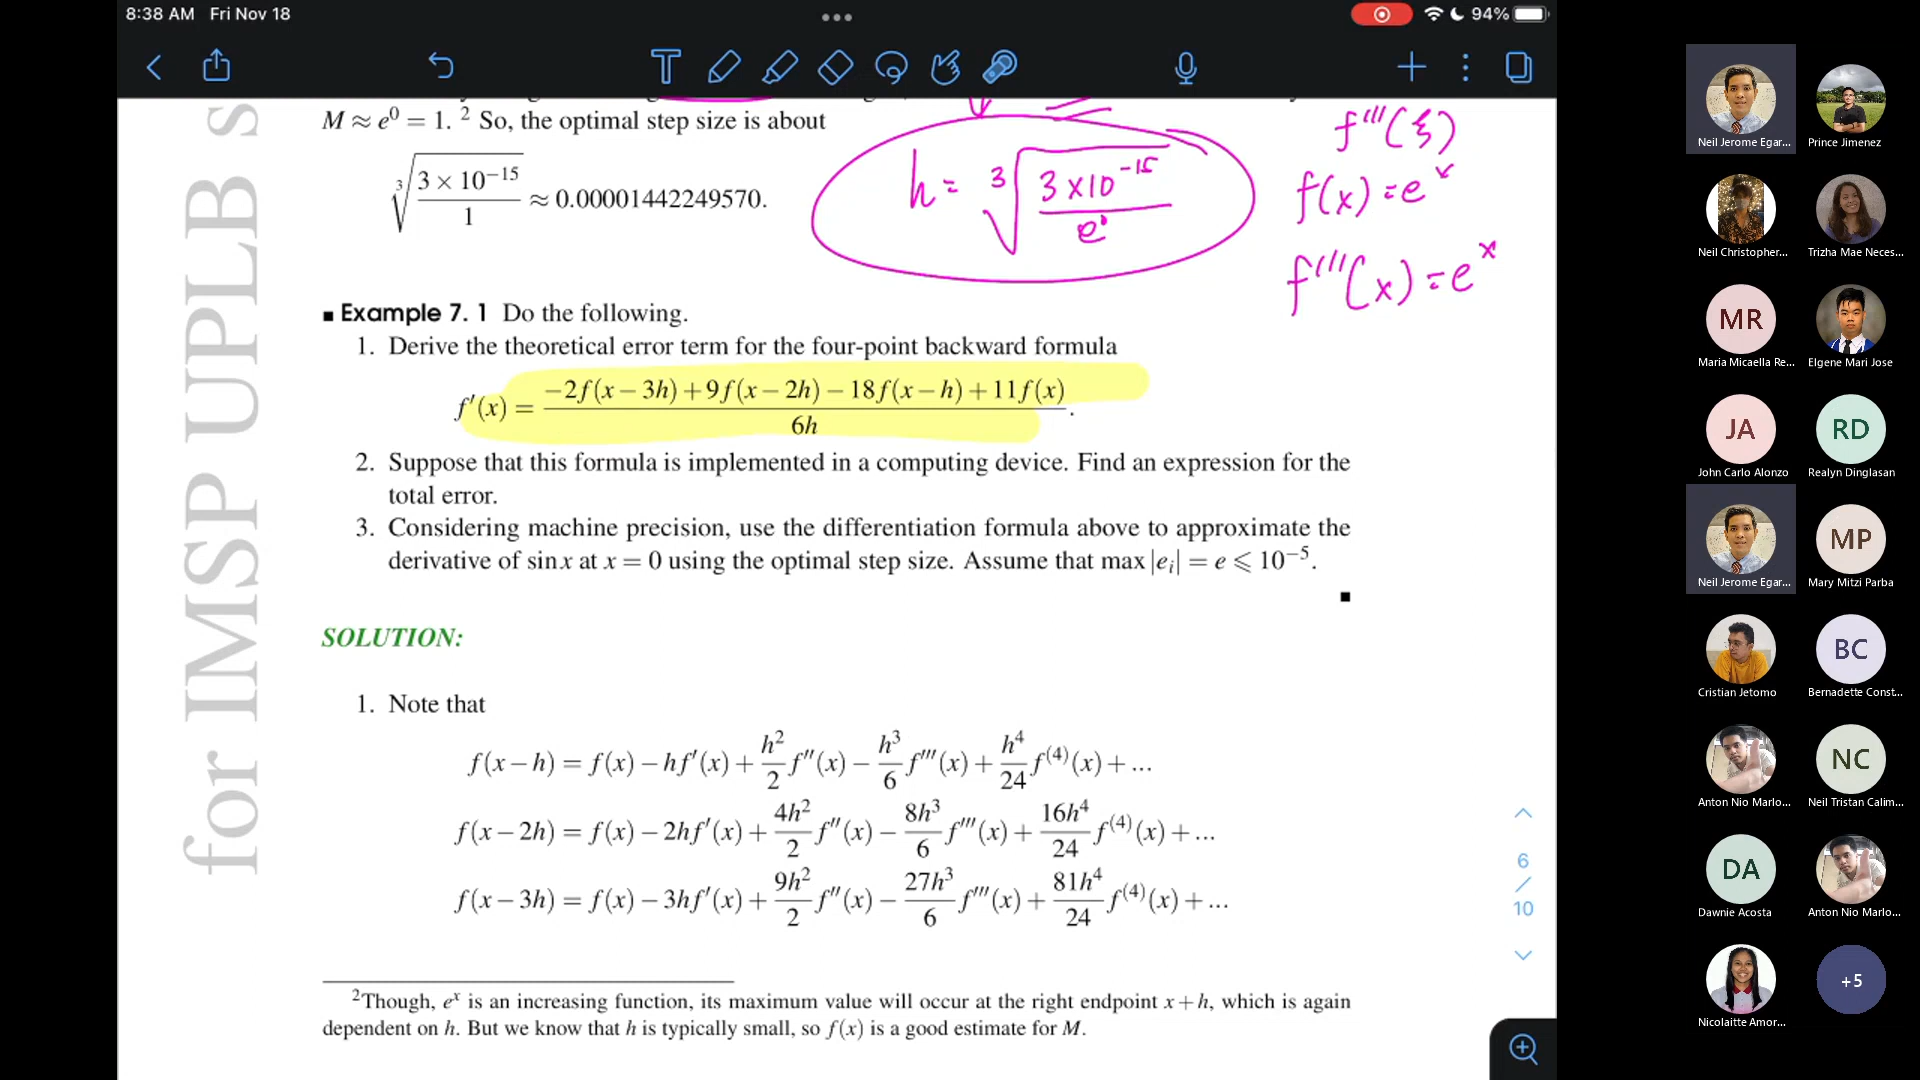 8:38 AM Fri Nov 18
94%
for IMSP UPLB s
M ≈ e⁰ = 1. ² So, the optimal step size is about
∛((3 × 10⁻¹⁵)/1) ≈ 0.00001442249570.
h = ∛((3×10⁻¹⁵)/e⁰)
f'''(ξ)
f(x) = eˣ
f'''(x) = eˣ
■ Example 7. 1 Do the following.
1. Derive the theoretical error term for the four-point backward formula
f′(x) = (−2f(x−3h)+9f(x−2h)−18f(x−h)+11f(x))/(6h).
2. Suppose that this formula is implemented in a computing device. Find an expression for the
total error.
3. Considering machine precision, use the differentiation formula above to approximate the
derivative of sin x at x = 0 using the optimal step size. Assume that max |eᵢ| = e ⩽ 10⁻⁵.
■
SOLUTION:
1. Note that
f(x−h) = f(x) − hf′(x) + (h²/2)f″(x) − (h³/6)f‴(x) + (h⁴/24)f⁽⁴⁾(x) + ...
f(x−2h) = f(x) − 2hf′(x) + (4h²/2)f″(x) − (8h³/6)f‴(x) + (16h⁴/24)f⁽⁴⁾(x) + ...
f(x−3h) = f(x) − 3hf′(x) + (9h²/2)f″(x) − (27h³/6)f‴(x) + (81h⁴/24)f⁽⁴⁾(x) + ...
²Though, eˣ is an increasing function, its maximum value will occur at the right endpoint x+h, which is again
dependent on h. But we know that h is typically small, so f(x) is a good estimate for M.
6
/
10
Neil Jerome Egar...
Prince Jimenez
Neil Christopher...
Trizha Mae Neces...
MR
Maria Micaella Re...
Elgene Mari Jose
JA
John Carlo Alonzo
RD
Realyn Dinglasan
Neil Jerome Egar...
MP
Mary Mitzi Parba
Cristian Jetomo
BC
Bernadette Const...
Anton Nio Marlo...
NC
Neil Tristan Calim...
DA
Dawnie Acosta
Anton Nio Marlo...
Nicolaitte Amor...
+5